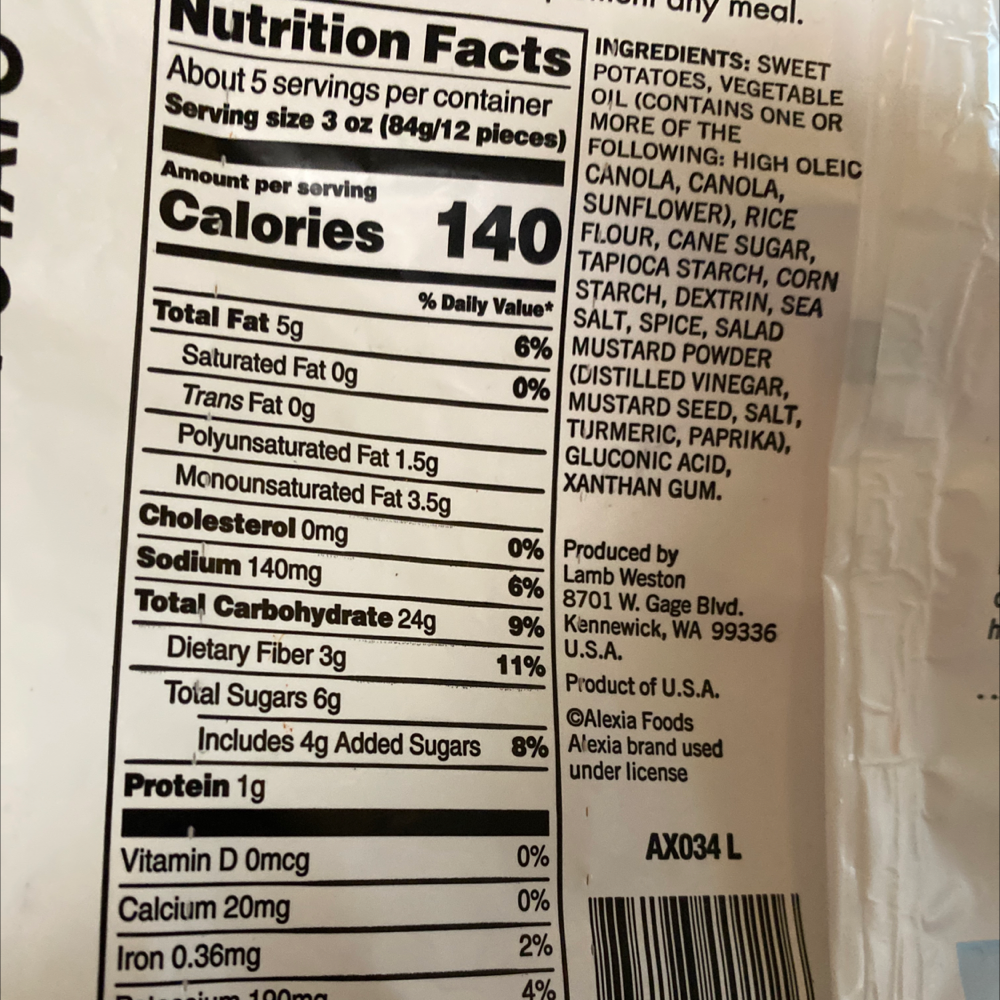 any meal.
Nutrition Facts
About 5 servings per container
Serving size 3 oz (84g/12 pieces)
Amount per serving
Calories 140
% Daily Value*
Total Fat 5g 6%
Saturated Fat 0g 0%
Trans Fat 0g
Polyunsaturated Fat 1.5g
Monounsaturated Fat 3.5g
Cholesterol 0mg 0%
Sodium 140mg 6%
Total Carbohydrate 24g 9%
Dietary Fiber 3g 11%
Total Sugars 6g
Includes 4g Added Sugars 8%
Protein 1g
Vitamin D 0mcg 0%
Calcium 20mg 0%
Iron 0.36mg 2%
100mg 4%
INGREDIENTS: SWEET
POTATOES, VEGETABLE
OIL (CONTAINS ONE OR
MORE OF THE
FOLLOWING: HIGH OLEIC
CANOLA, CANOLA,
SUNFLOWER), RICE
FLOUR, CANE SUGAR,
TAPIOCA STARCH, CORN
STARCH, DEXTRIN, SEA
SALT, SPICE, SALAD
MUSTARD POWDER
(DISTILLED VINEGAR,
MUSTARD SEED, SALT,
TURMERIC, PAPRIKA),
GLUCONIC ACID,
XANTHAN GUM.
Produced by
Lamb Weston
8701 W. Gage Blvd.
Kennewick, WA 99336
U.S.A.
Product of U.S.A.
©Alexia Foods
Alexia brand used
under license
AX034 L